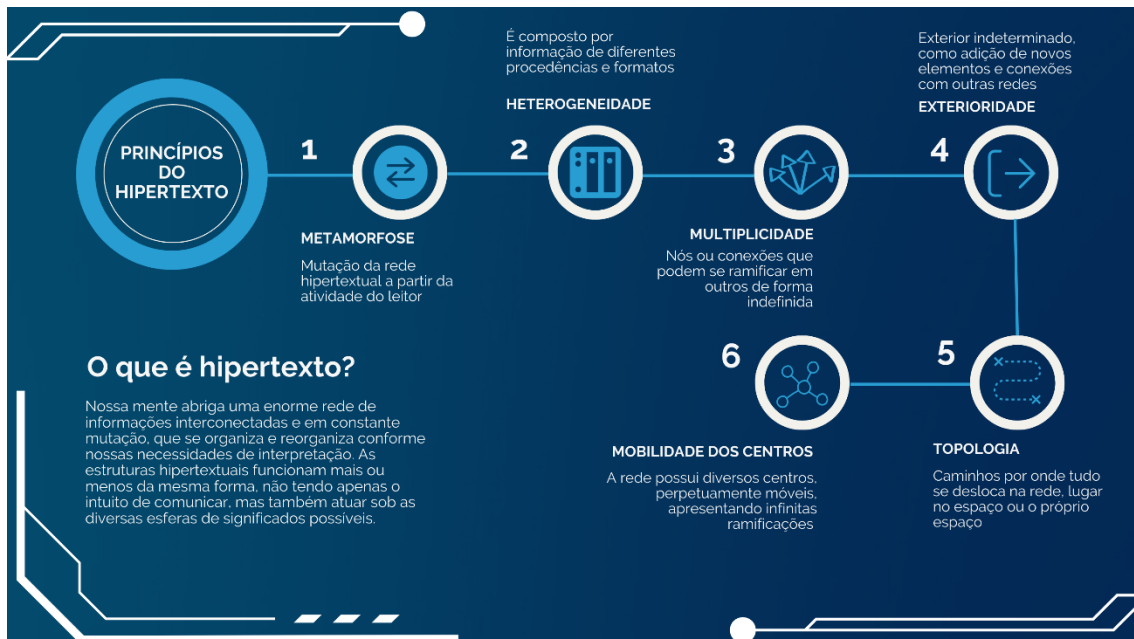 PRINCÍPIOS
DO
HIPERTEXTO
1
METAMORFOSE
Mutação da rede
hipertextual a partir da
atividade do leitor
É composto por
informação de diferentes
procedências e formatos
HETEROGENEIDADE
2
3
MULTIPLICIDADE
Nós ou conexões que
podem se ramificar em
outros de forma
indefinida
Exterior indeterminado,
como adição de novos
elementos e conexões
com outras redes
EXTERIORIDADE
4
5
TOPOLOGIA
Caminhos por onde tudo
se desloca na rede, lugar
no espaço ou o próprio
espaço
6
MOBILIDADE DOS CENTROS
A rede possui diversos centros,
perpetuamente móveis,
apresentando infinitas
ramificações
O que é hipertexto?
Nossa mente abriga uma enorme rede de
informações interconectadas e em constante
mutação, que se organiza e reorganiza conforme
nossas necessidades de interpretação. As
estruturas hipertextuais funcionam mais ou
menos da mesma forma, não tendo apenas o
intuito de comunicar, mas também atuar sob as
diversas esferas de significados possíveis.